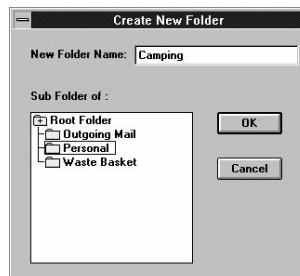 Create New Folder
New Folder Name: Camping
Sub Folder of :
Root Folder
Outgoing Mail
Personal
Waste Basket
OK
Cancel